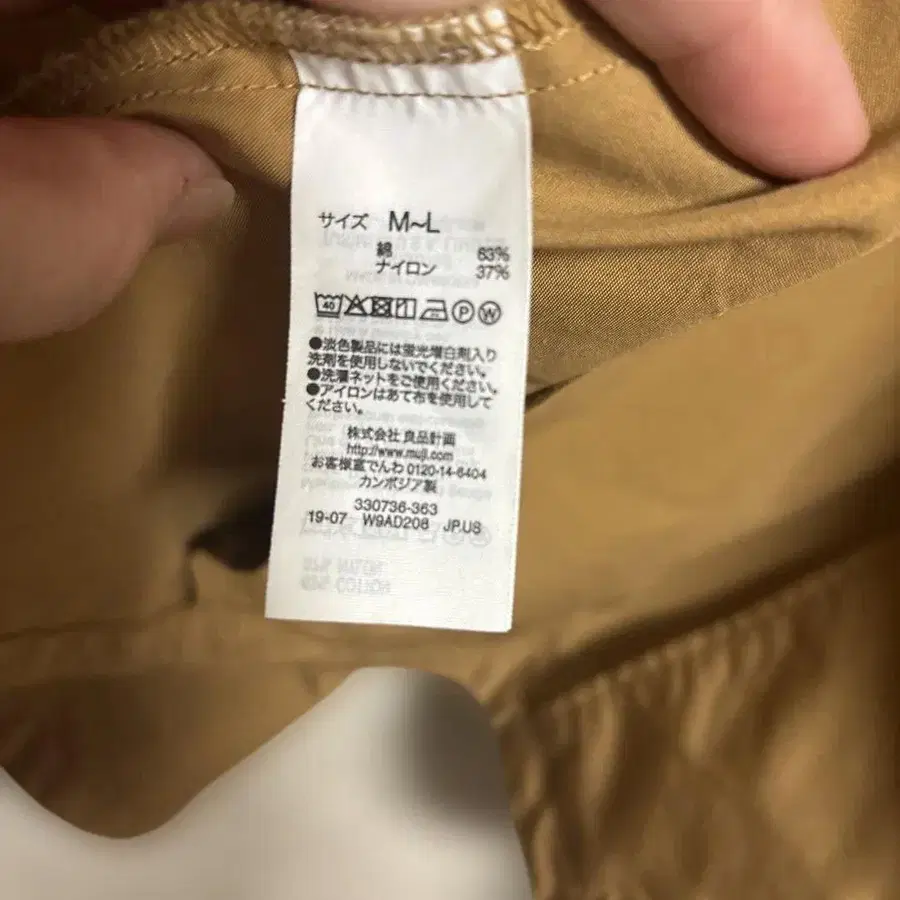 サイズ M~L
綿 63%
ナイロン 37%
40 P W
●淡色製品には蛍光増白剤入り
洗剤を使用しないでください。
●洗濯ネットをご使用ください。
●アイロンはあて布を使用して
ください。
株式会社 良品計画
http://www.muji.com
お客様室でんわ 0120-14-6404
カンボジア製
330736-363
19-07 W9AD208 JP.US